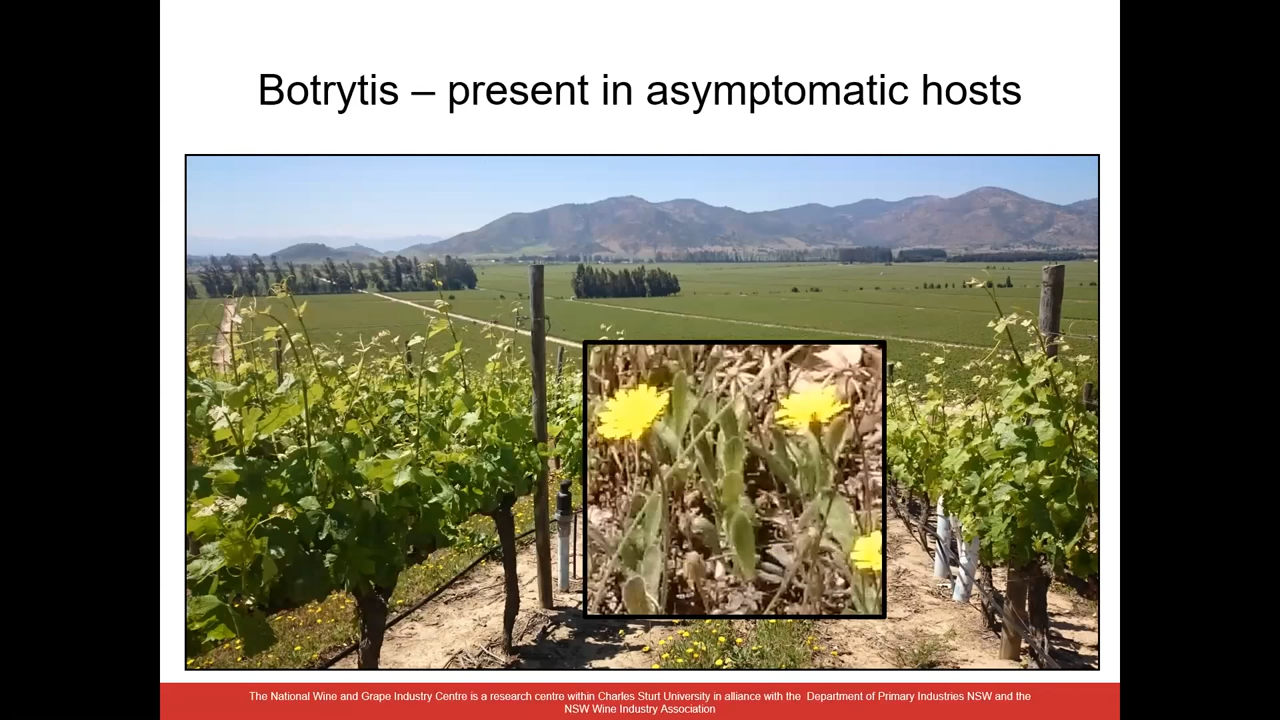 Botrytis – present in asymptomatic hosts
The National Wine and Grape Industry Centre is a research centre within Charles Sturt University in alliance with the  Department of Primary Industries NSW and the
NSW Wine Industry Association